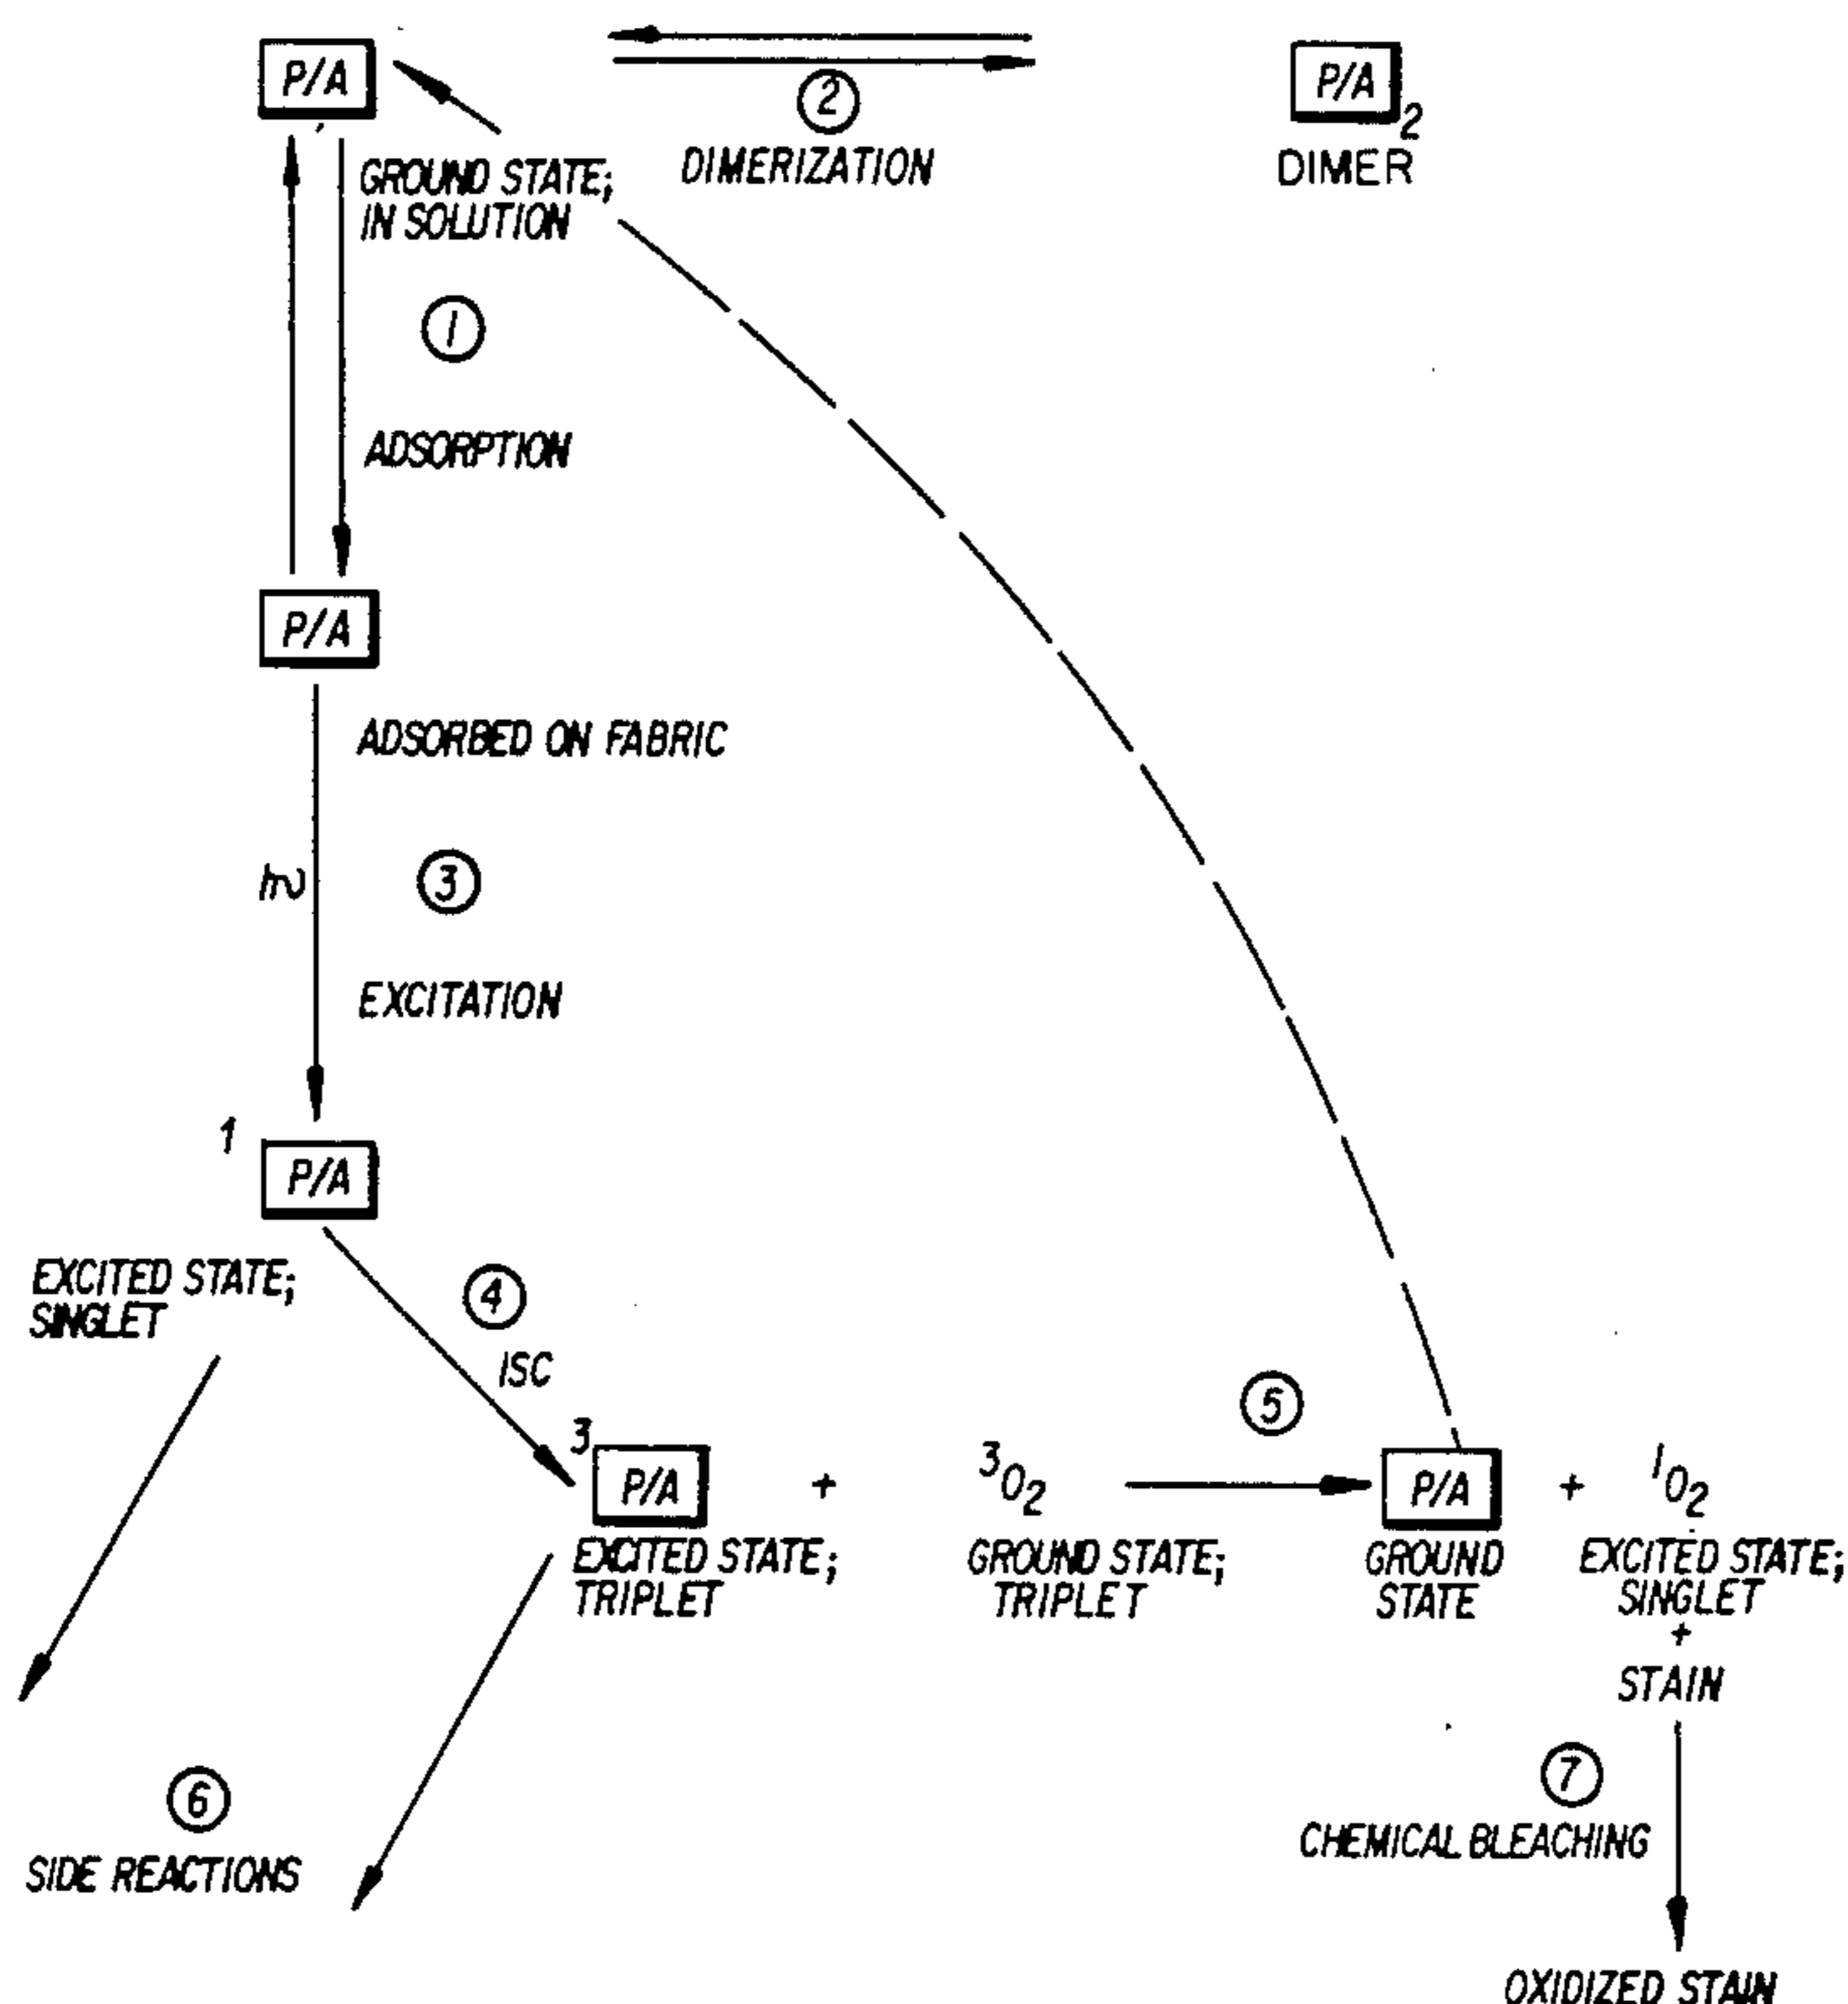 P/A
P/A 2
② DIMERIZATION
DIMER
GROUND STATE;
IN SOLUTION
①
ADSORPTION
P/A
ADSORBED ON FABRIC
hν
③
EXCITATION
1 P/A
EXCITED STATE;
SINGLET
④
ISC
3 P/A + ³O₂ ⑤ P/A + ¹O₂
EXCITED STATE;
TRIPLET
GROUND STATE;
TRIPLET
GROUND
STATE
EXCITED STATE;
SINGLET
+
STAIN
⑥
SIDE REACTIONS
⑦
CHEMICAL BLEACHING
OXIDIZED STAIN